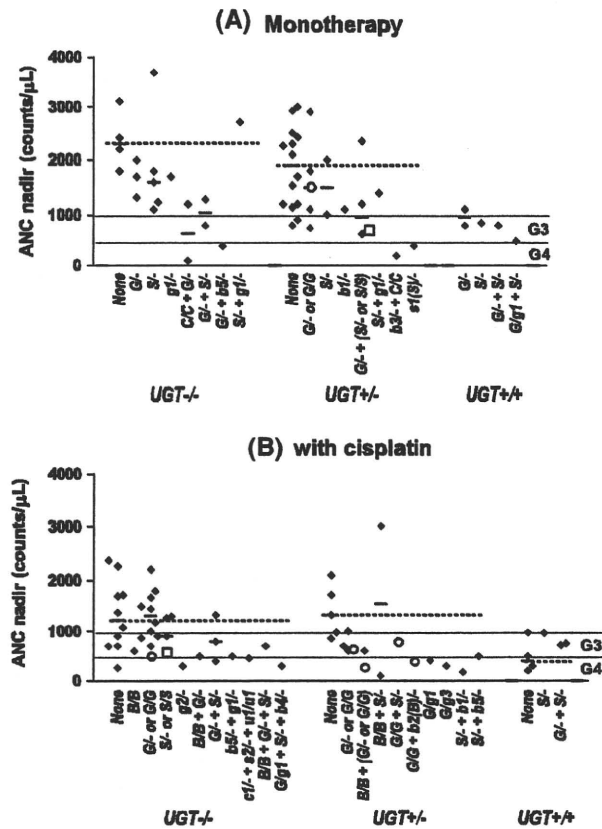 (A) Monotherapy
ANC nadir (counts/µL)
4000
3000
2000
1000
0
G3
G4
None
G/-
S/-
g1/-
C/C + G/-
G/- + S/-
G/- + b5/-
S/- + g1/-
None
G/- or G/G
S/-
b1/-
G/- + (S/- or S/S)
S/- + g1/-
b3/- + C/C
s1(S)/-
G/-
S/-
G/- + S/-
G/g1 + S/-
UGT-/-
UGT+/-
UGT+/+
(B) with cisplatin
ANC nadir (counts/µL)
4000
3000
2000
1000
0
G3
G4
None
B/B
G/- or G/G
S/- or S/S
g2/-
B/B + G/-
G/- + S/-
b5/- + g1/-
c1/- + s2/- + u1/u1
B/B + G/- + S/-
G/g1 + S/- + b4/-
None
G/- or G/G
B/B + (G/- or G/G)
B/B + S/-
G/G + S/-
G/G + b2(B)/-
G/g1
G/g3
S/- + b1/-
S/- + b5/-
None
S/-
G/- + S/-
UGT-/-
UGT+/-
UGT+/+